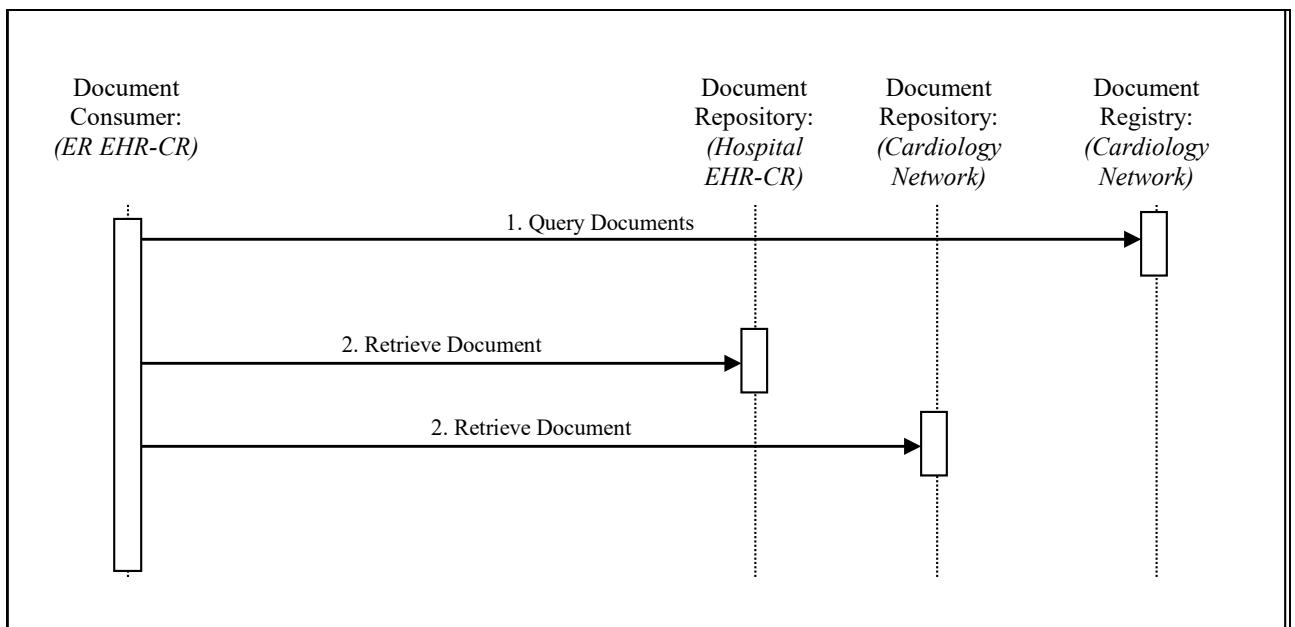 Document
Consumer:
(ER EHR-CR)
Document
Repository:
(Hospital
EHR-CR)
Document
Repository:
(Cardiology
Network)
Document
Registry:
(Cardiology
Network)
1. Query Documents
2. Retrieve Document
2. Retrieve Document